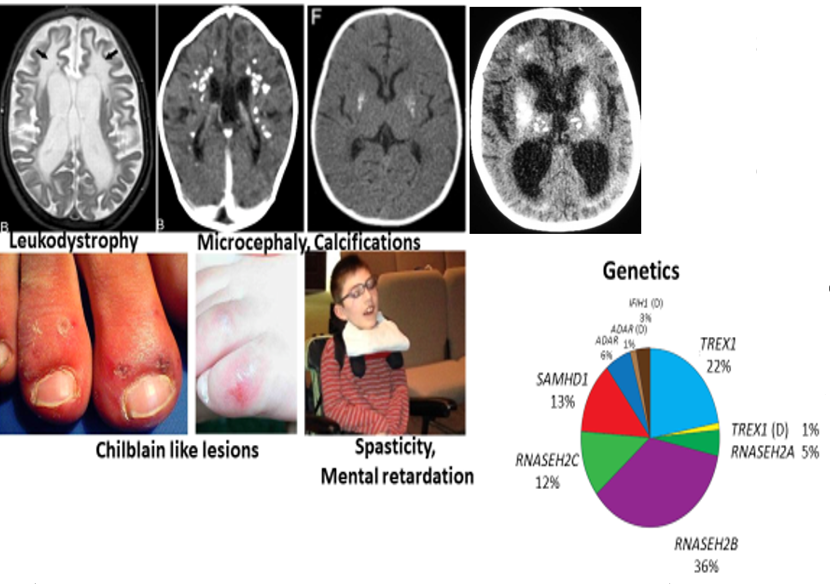 F
B
B
Leukodystrophy
Microcephaly, Calcifications
Chilblain like lesions
Spasticity,
Mental retardation
Genetics
IFIH1 (D)
3%
ADAR (D)
1%
ADAR
6%
TREX1
22%
SAMHD1
13%
TREX1 (D) 1%
RNASEH2A 5%
RNASEH2C
12%
RNASEH2B
36%